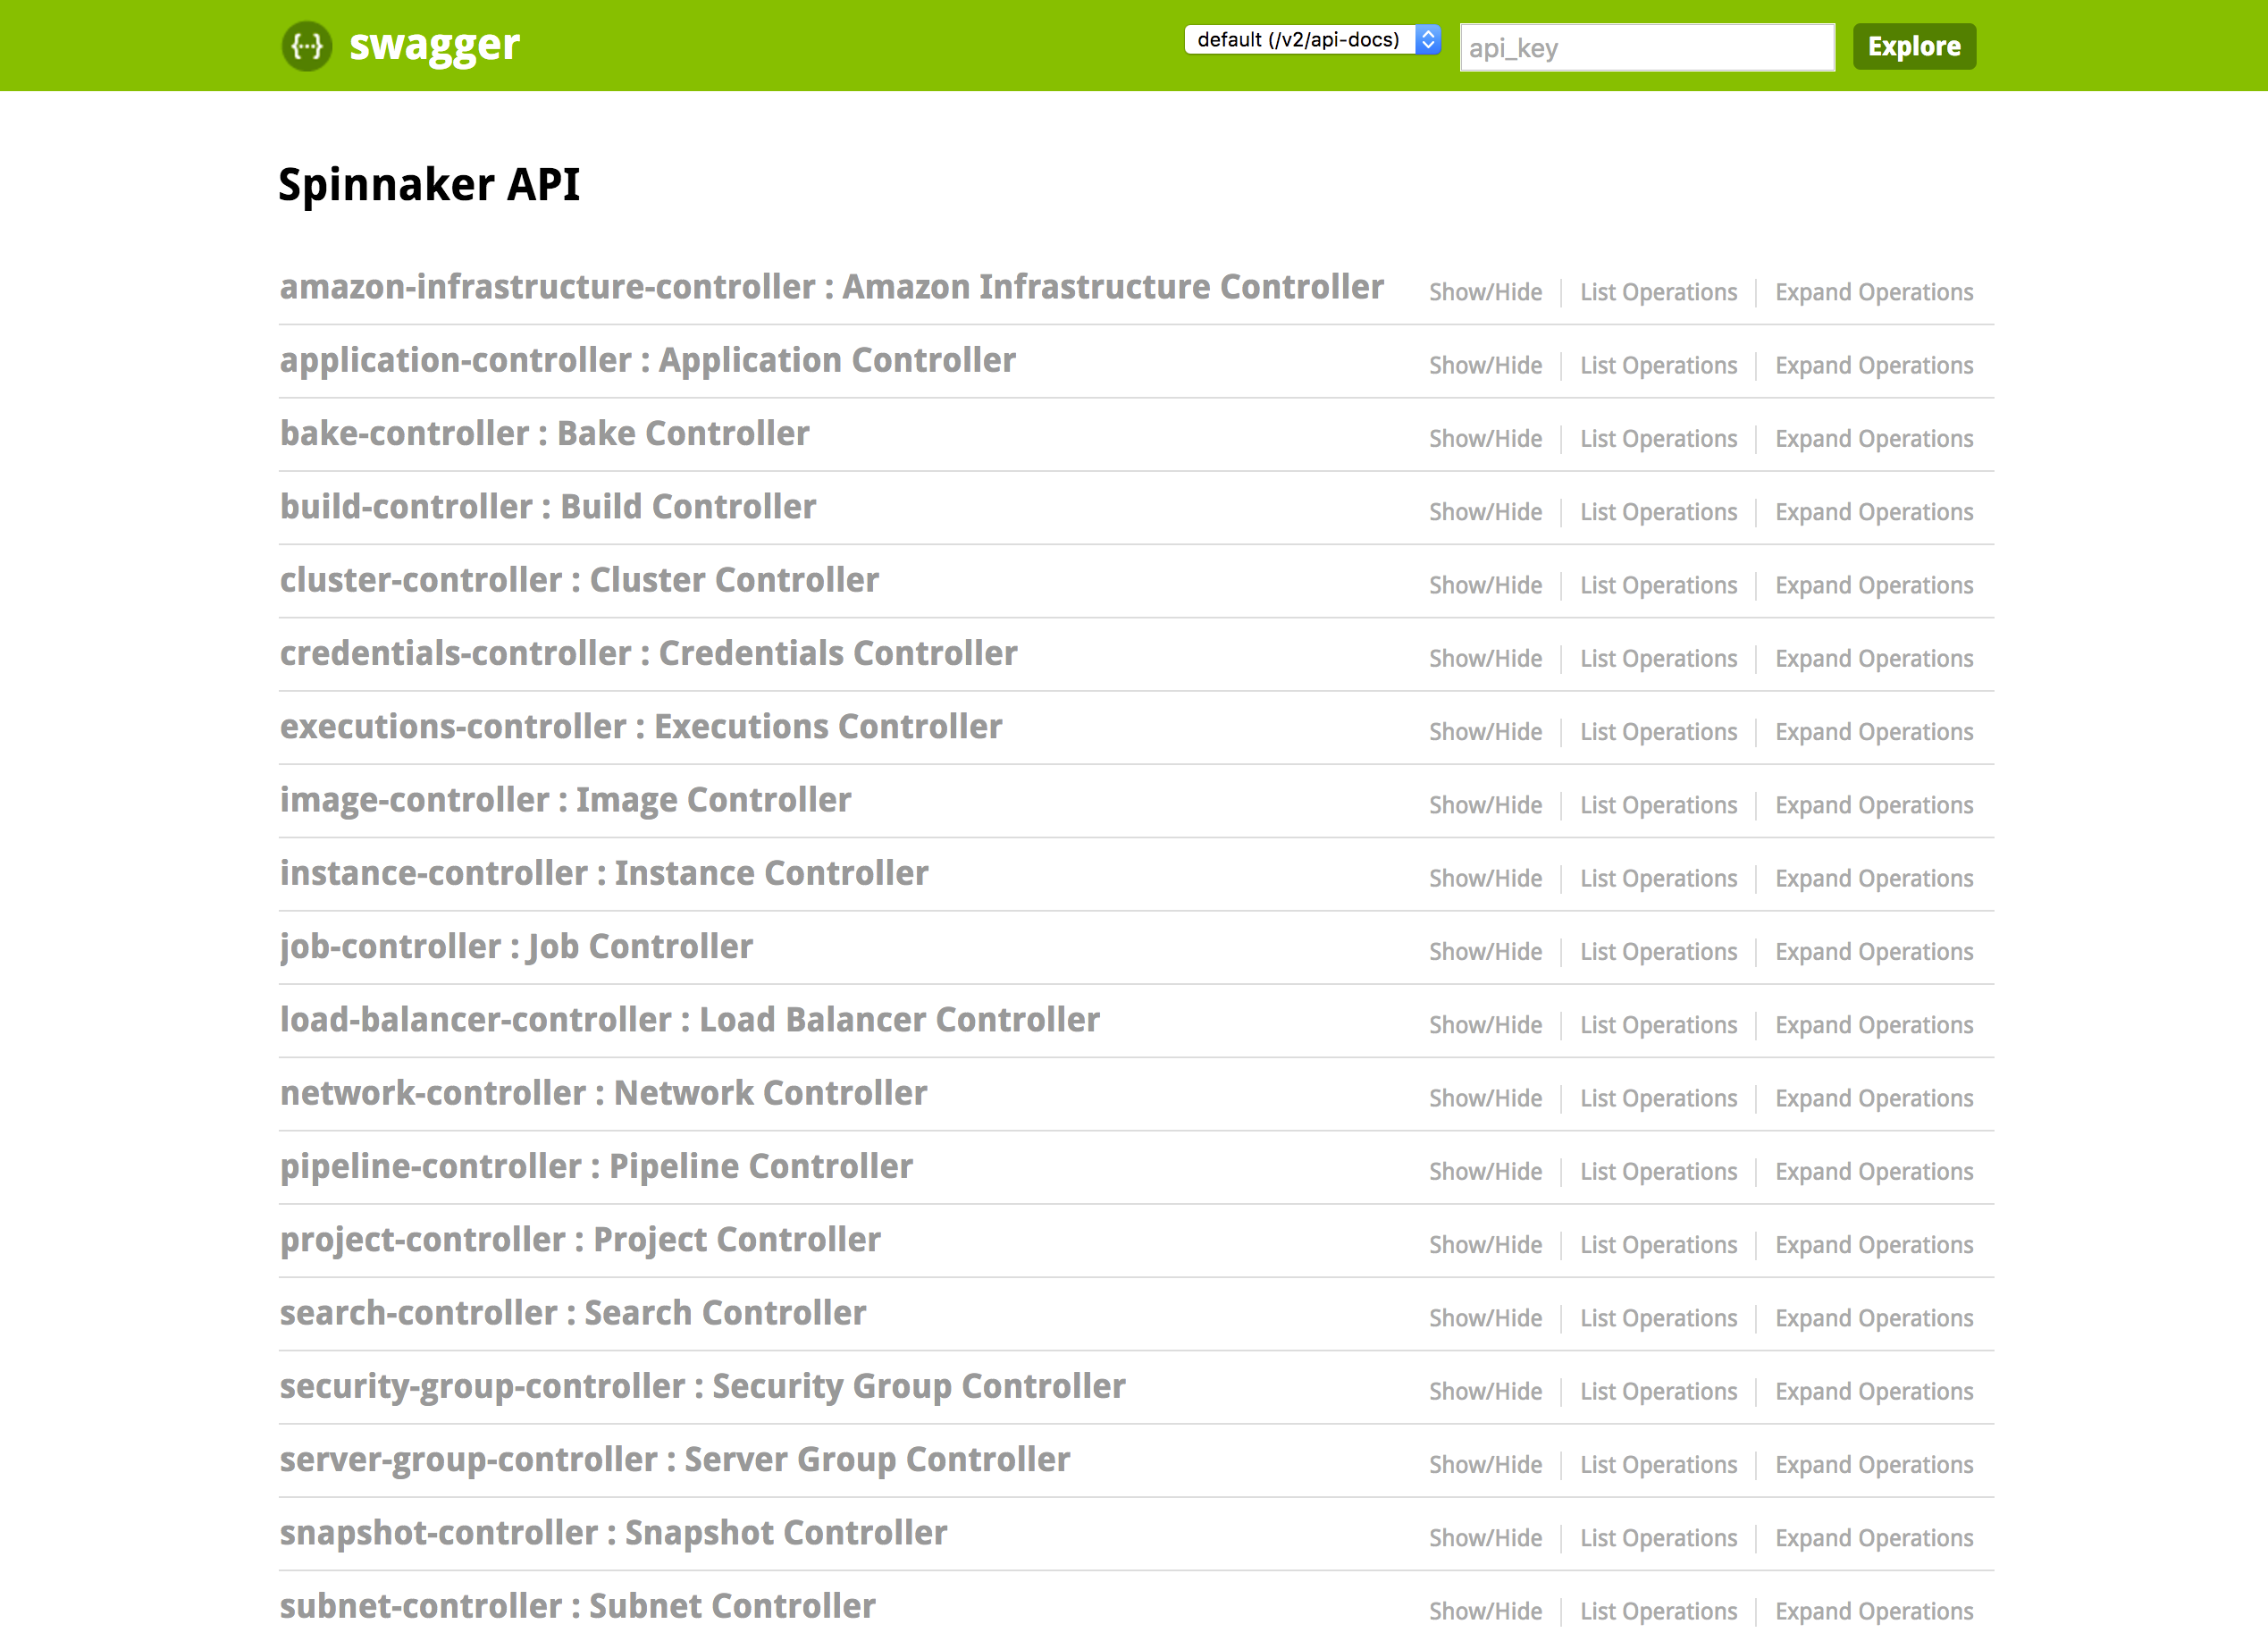 {···} swagger default (/v2/api-docs) api_key Explore
Spinnaker API
amazon-infrastructure-controller : Amazon Infrastructure Controller Show/Hide List Operations Expand Operations
application-controller : Application Controller Show/Hide List Operations Expand Operations
bake-controller : Bake Controller Show/Hide List Operations Expand Operations
build-controller : Build Controller Show/Hide List Operations Expand Operations
cluster-controller : Cluster Controller Show/Hide List Operations Expand Operations
credentials-controller : Credentials Controller Show/Hide List Operations Expand Operations
executions-controller : Executions Controller Show/Hide List Operations Expand Operations
image-controller : Image Controller Show/Hide List Operations Expand Operations
instance-controller : Instance Controller Show/Hide List Operations Expand Operations
job-controller : Job Controller Show/Hide List Operations Expand Operations
load-balancer-controller : Load Balancer Controller Show/Hide List Operations Expand Operations
network-controller : Network Controller Show/Hide List Operations Expand Operations
pipeline-controller : Pipeline Controller Show/Hide List Operations Expand Operations
project-controller : Project Controller Show/Hide List Operations Expand Operations
search-controller : Search Controller Show/Hide List Operations Expand Operations
security-group-controller : Security Group Controller Show/Hide List Operations Expand Operations
server-group-controller : Server Group Controller Show/Hide List Operations Expand Operations
snapshot-controller : Snapshot Controller Show/Hide List Operations Expand Operations
subnet-controller : Subnet Controller Show/Hide List Operations Expand Operations